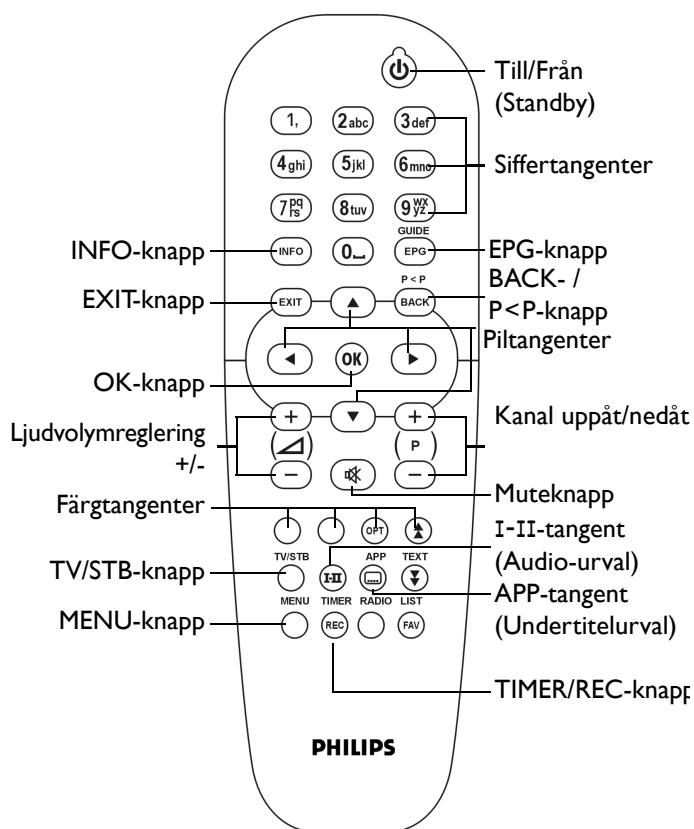 Till/Från
(Standby)
1,
2abc
3def
4ghi
5jkl
6mno
Siffertangenter
7pqrs
8tuv
9wxyz
GUIDE
INFO-knapp
INFO
0
EPG
EPG-knapp
P<P
BACK- /
P<P-knapp
EXIT-knapp
EXIT
BACK
Piltangenter
OK
OK-knapp
Ljudvolymreglering
+/-
+
+
Kanal uppåt/nedåt
P
−
−
Muteknapp
Färgtangenter
OPT
I-II-tangent
(Audio-urval)
TV/STB
APP
TEXT
TV/STB-knapp
I-II
APP-tangent
(Undertitelurval)
MENU
TIMER
RADIO
LIST
MENU-knapp
REC
FAV
TIMER/REC-knapp
PHILIPS